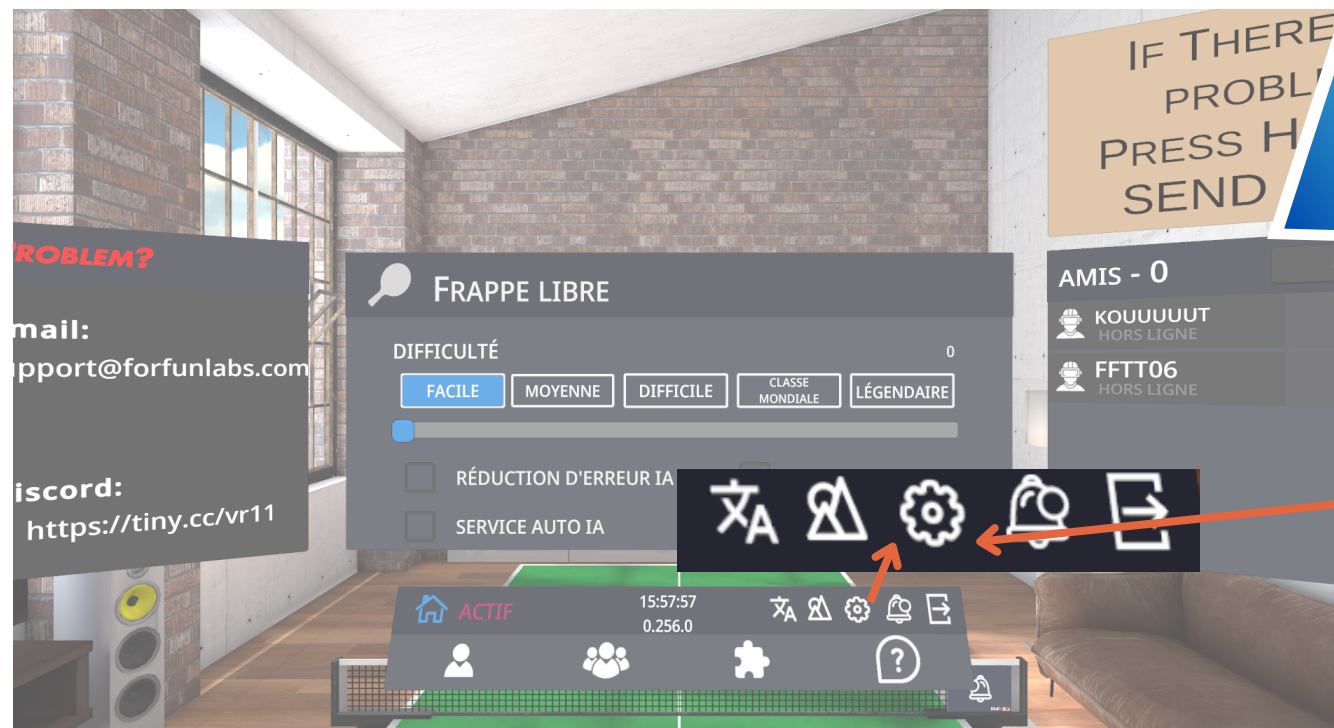 IF THERE
PROBL
PRESS H
SEND
PROBLEM?
mail:
upport@forfunlabs.com
iscord:
https://tiny.cc/vr11
FRAPPE LIBRE
DIFFICULTÉ
0
FACILE
MOYENNE
DIFFICILE
CLASSE
MONDIALE
LÉGENDAIRE
RÉDUCTION D'ERREUR IA
SERVICE AUTO IA
AMIS - 0
KOUUUUUT
HORS LIGNE
FFTT06
HORS LIGNE
ACTIF
15:57:57
0.256.0